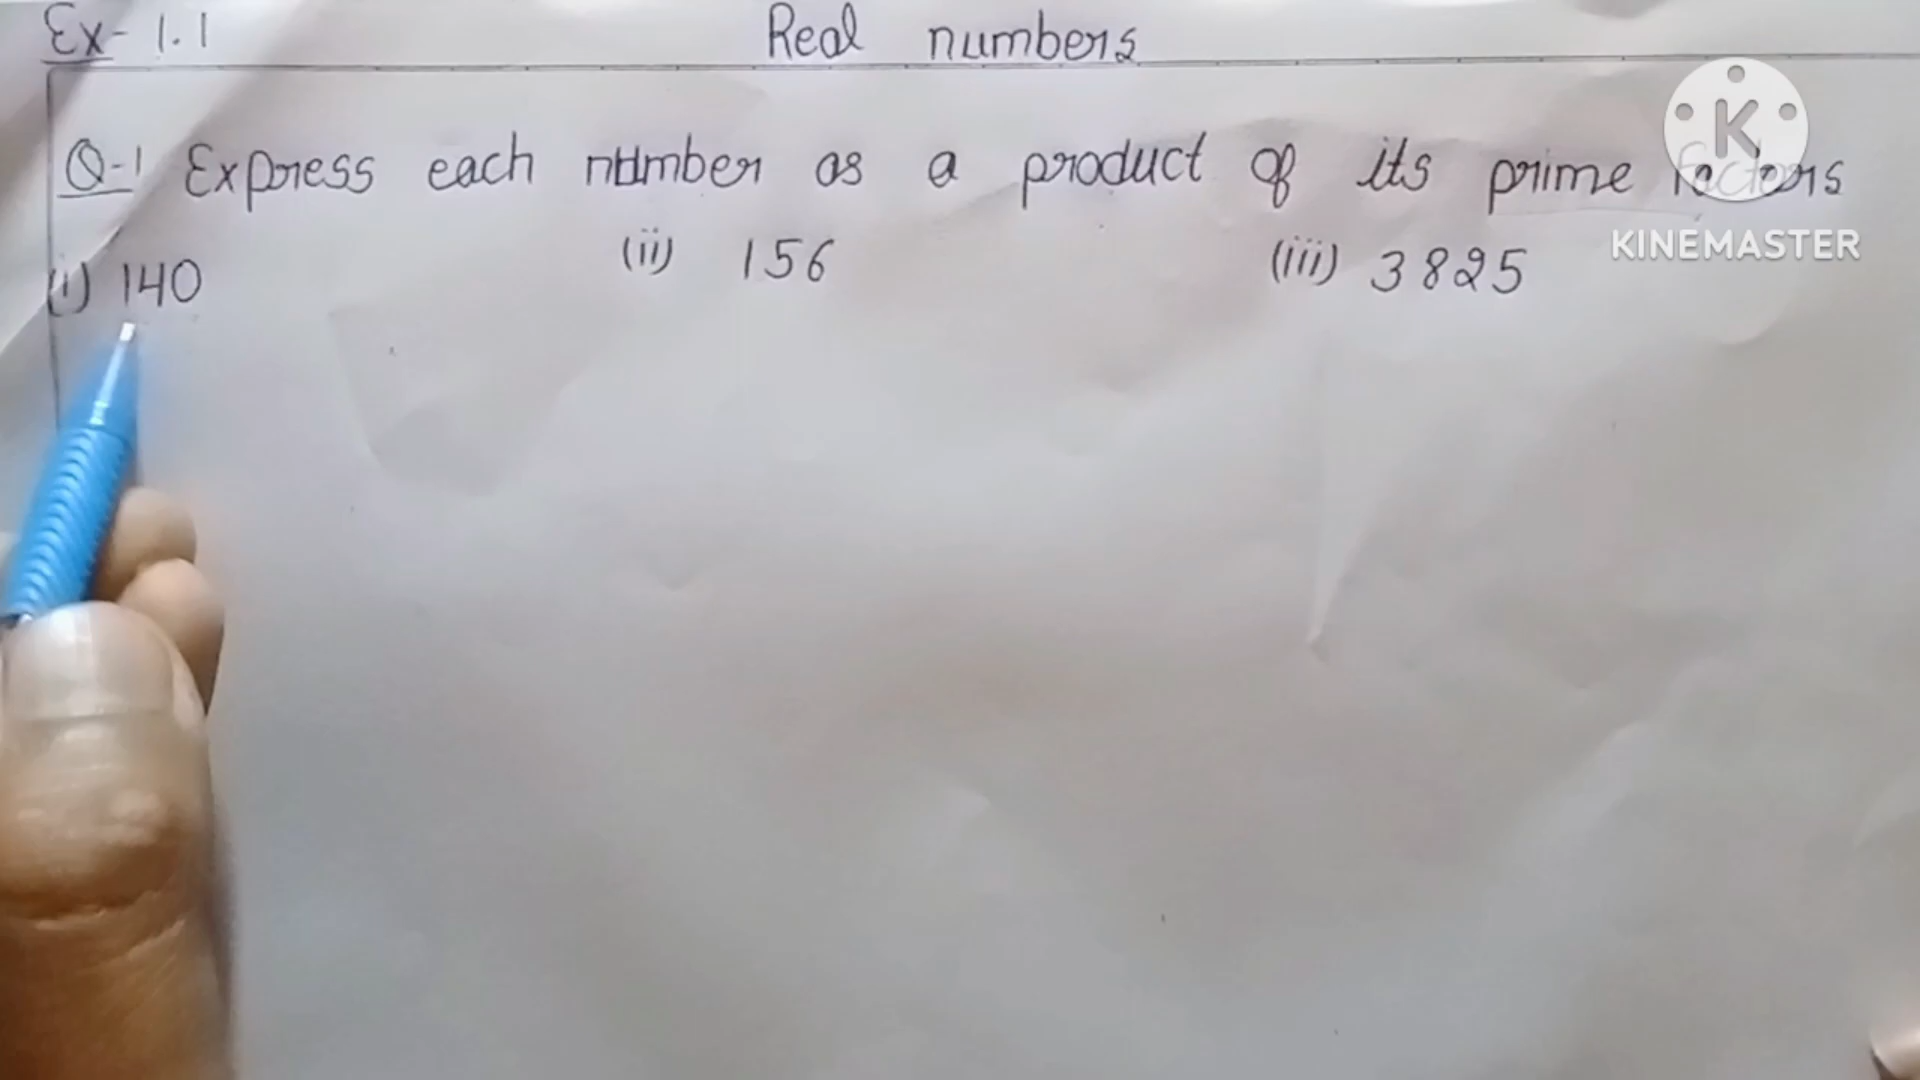 Ex-1.1 Real numbers
Q-1 Express each number as a product of its prime factors
(i) 140 (ii) 156 (iii) 3825
K
KINEMASTER